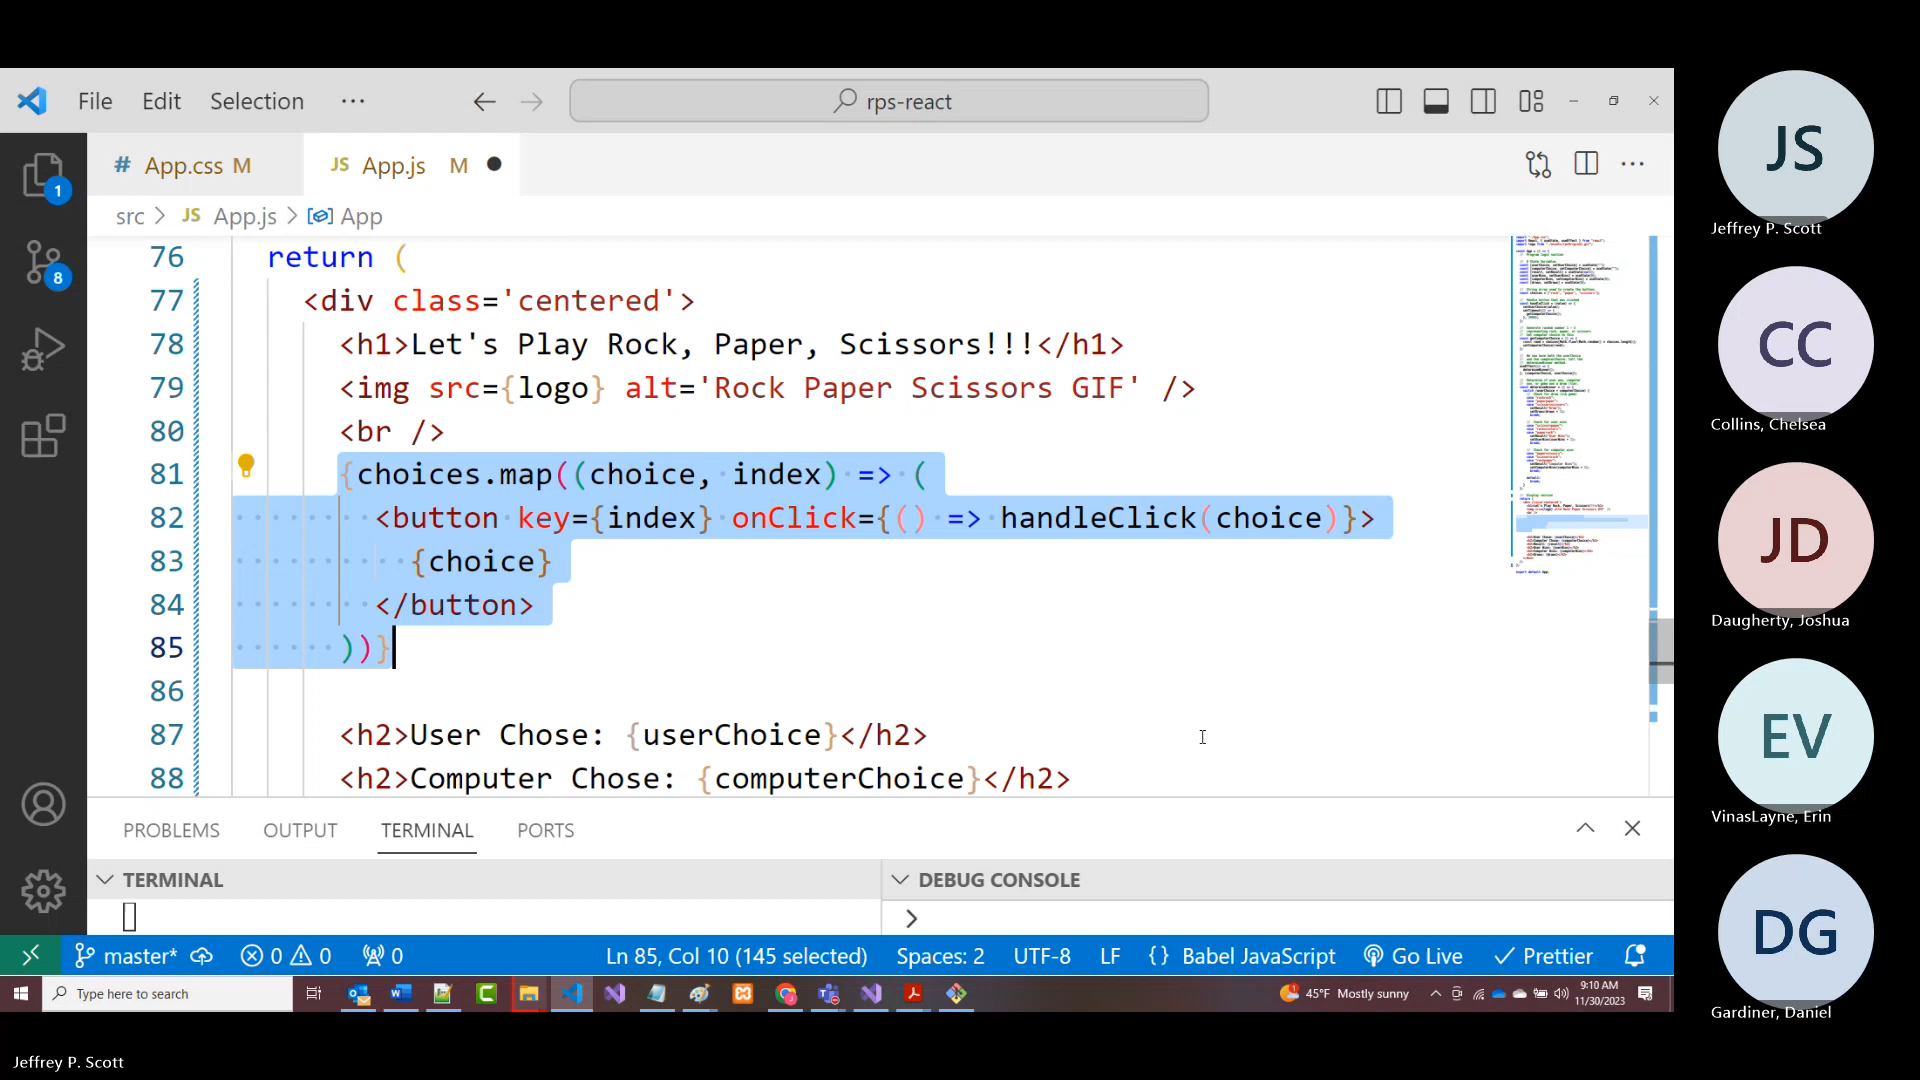 File Edit Selection ··· rps-react
# App.css M JS App.js M
src > JS App.js > App
76 return (
77 <div class='centered'>
78 <h1>Let's Play Rock, Paper, Scissors!!!</h1>
79 <img src={logo} alt='Rock Paper Scissors GIF' />
80 <br />
81 {choices.map((choice, index) => (
82 <button key={index} onClick={() => handleClick(choice)}>
83 {choice}
84 </button>
85 ))}
86
87 <h2>User Chose: {userChoice}</h2>
88 <h2>Computer Chose: {computerChoice}</h2>
1
8
PROBLEMS OUTPUT TERMINAL PORTS
TERMINAL DEBUG CONSOLE
>
master* 0 0 0 Ln 85, Col 10 (145 selected) Spaces: 2 UTF-8 LF {} Babel JavaScript Go Live Prettier
Type here to search 45°F Mostly sunny 9:10 AM
11/30/2023
JS
Jeffrey P. Scott
CC
Collins, Chelsea
JD
Daugherty, Joshua
EV
VinasLayne, Erin
DG
Gardiner, Daniel
Jeffrey P. Scott